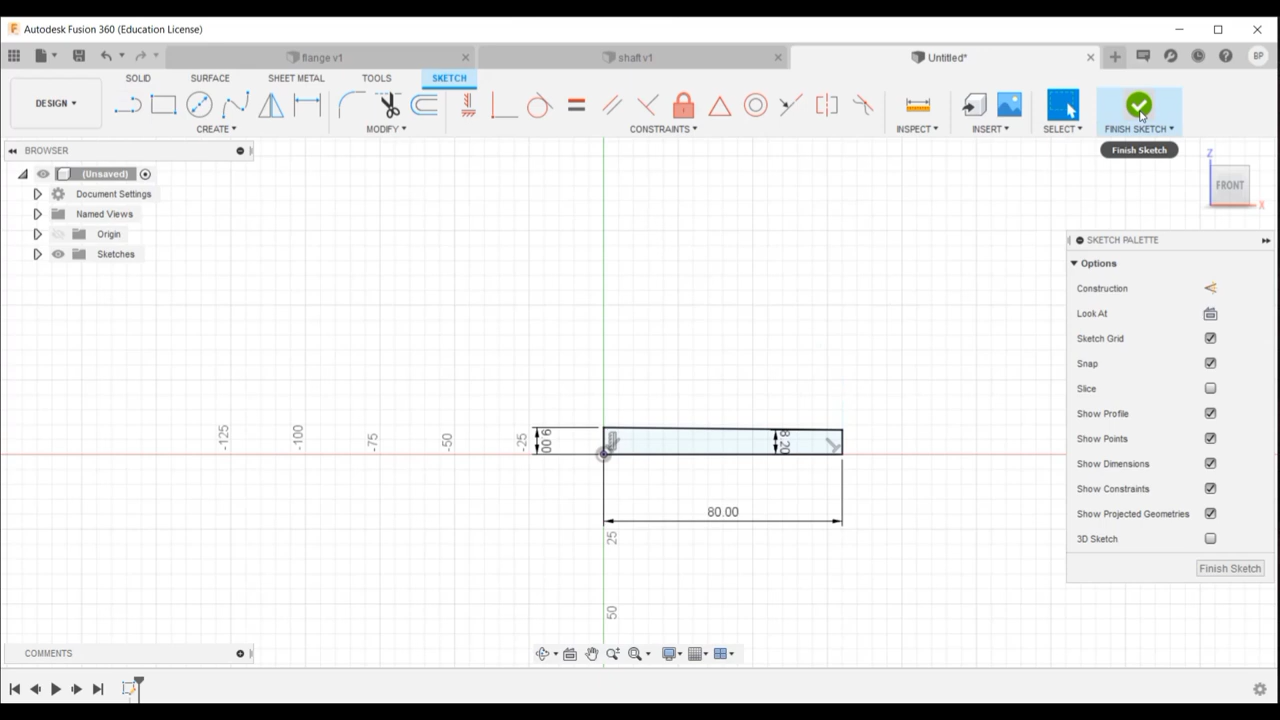 Autodesk Fusion 360 (Education License)
flange v1
shaft v1
Untitled*
BP
SOLID
SURFACE
SHEET METAL
TOOLS
SKETCH
DESIGN
CREATE
MODIFY
CONSTRAINTS
INSPECT
INSERT
SELECT
FINISH SKETCH
Finish Sketch
BROWSER
(Unsaved)
Document Settings
Named Views
Origin
Sketches
Z
FRONT
X
SKETCH PALETTE
Options
Construction
Look At
Sketch Grid
Snap
Slice
Show Profile
Show Points
Show Dimensions
Show Constraints
Show Projected Geometries
3D Sketch
Finish Sketch
-125
-100
-75
-50
-25
9.00
8.20
80.00
25
50
COMMENTS